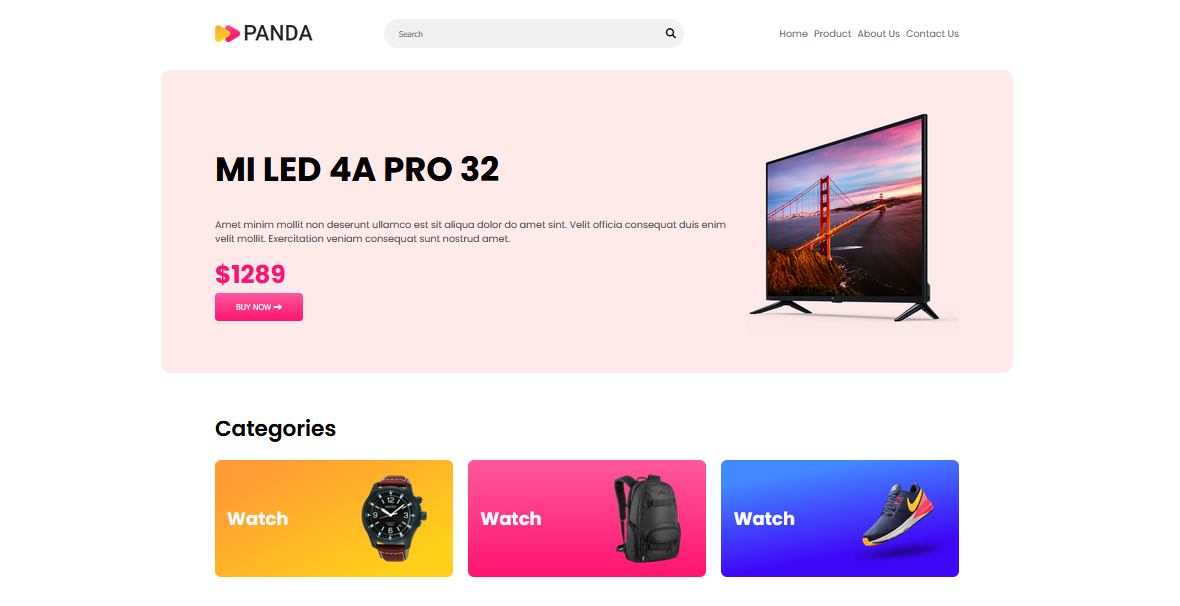 PANDA
Search
Home Product About Us Contact Us
MI LED 4A PRO 32
Amet minim mollit non deserunt ullamco est sit aliqua dolor do amet sint. Velit officia consequat duis enim
velit mollit. Exercitation veniam consequat sunt nostrud amet.
$1289
BUY NOW
Categories
Watch
Watch
Watch